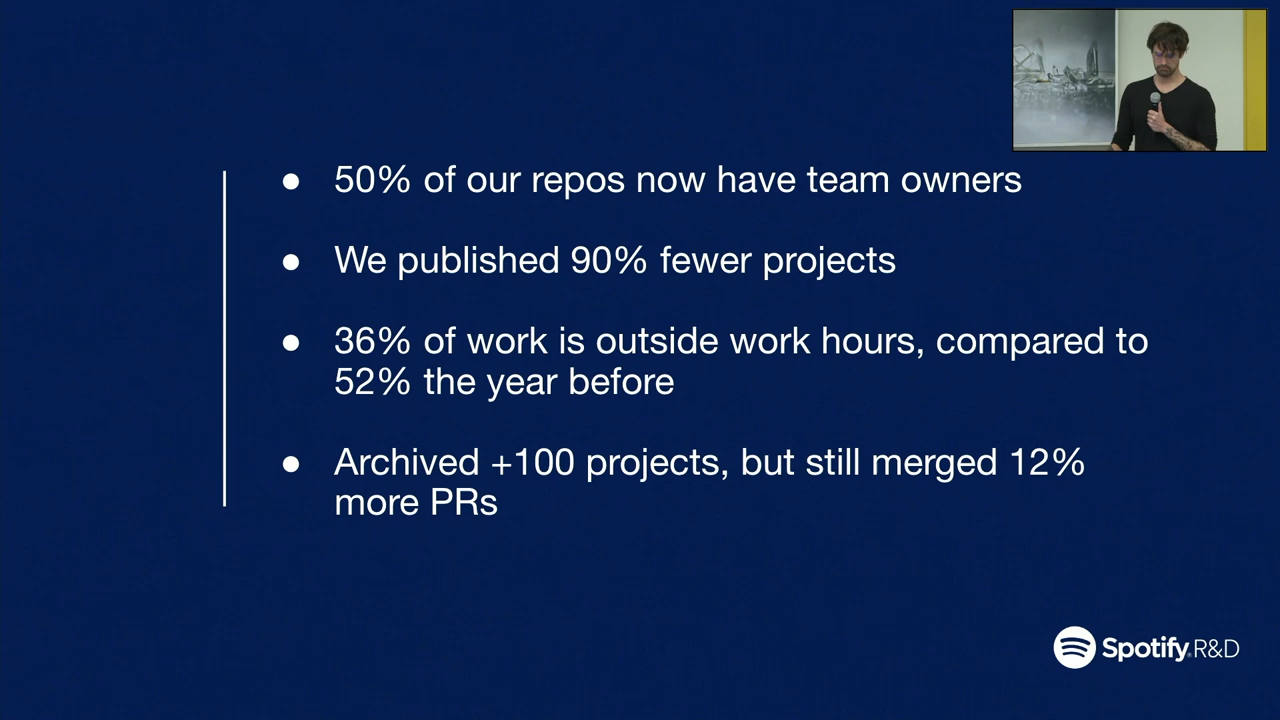 ● 50% of our repos now have team owners
● We published 90% fewer projects
● 36% of work is outside work hours, compared to
52% the year before
● Archived +100 projects, but still merged 12%
more PRs
Spotify R&D